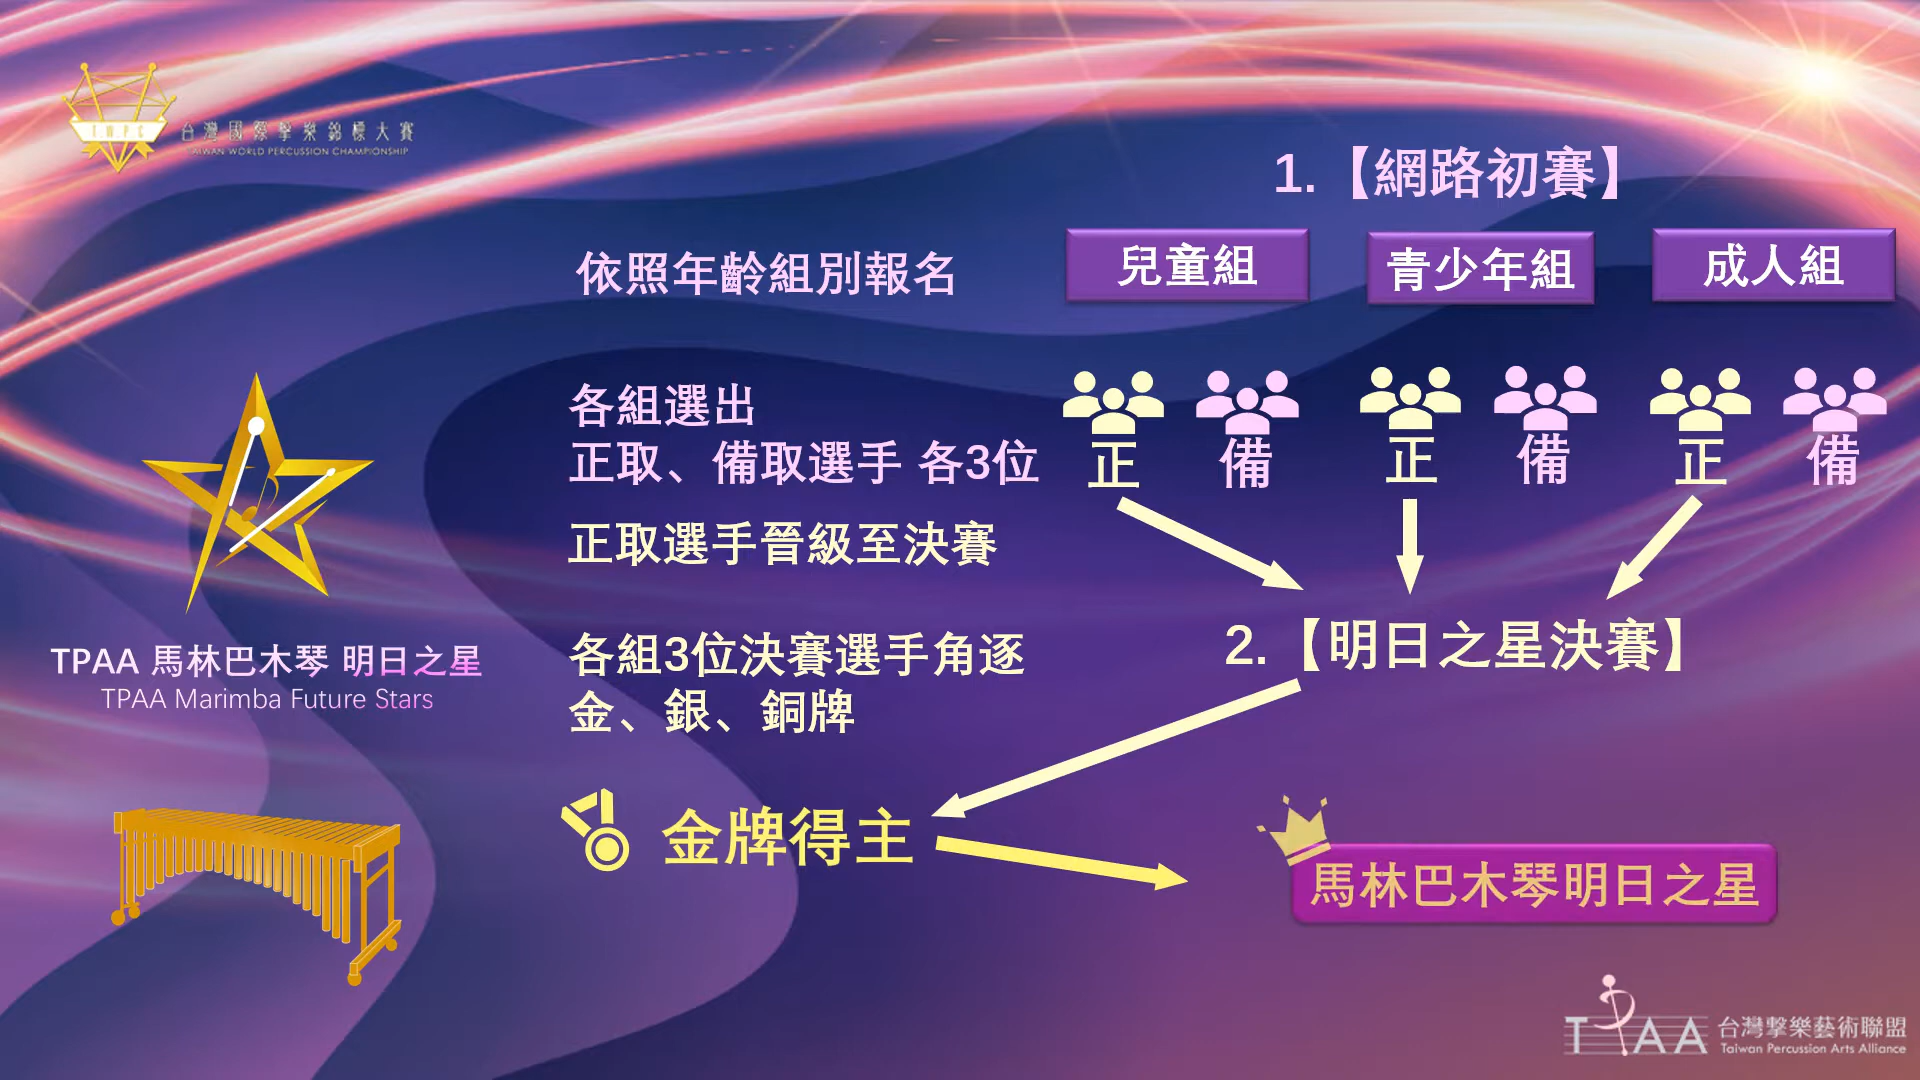 T.W.P.C
台灣國際擊樂錦標大賽
TAIWAN WORLD PERCUSSION CHAMPIONSHIP
1.【網路初賽】
依照年齡組別報名
兒童組
青少年組
成人組
各組選出
正取、備取選手 各3位
正
備
正
備
正
備
正取選手晉級至決賽
TPAA 馬林巴木琴 明日之星
TPAA Marimba Future Stars
各組3位決賽選手角逐
金、銀、銅牌
2.【明日之星決賽】
金牌得主
馬林巴木琴明日之星
TPAA
台灣擊樂藝術聯盟
Taiwan Percussion Arts Alliance